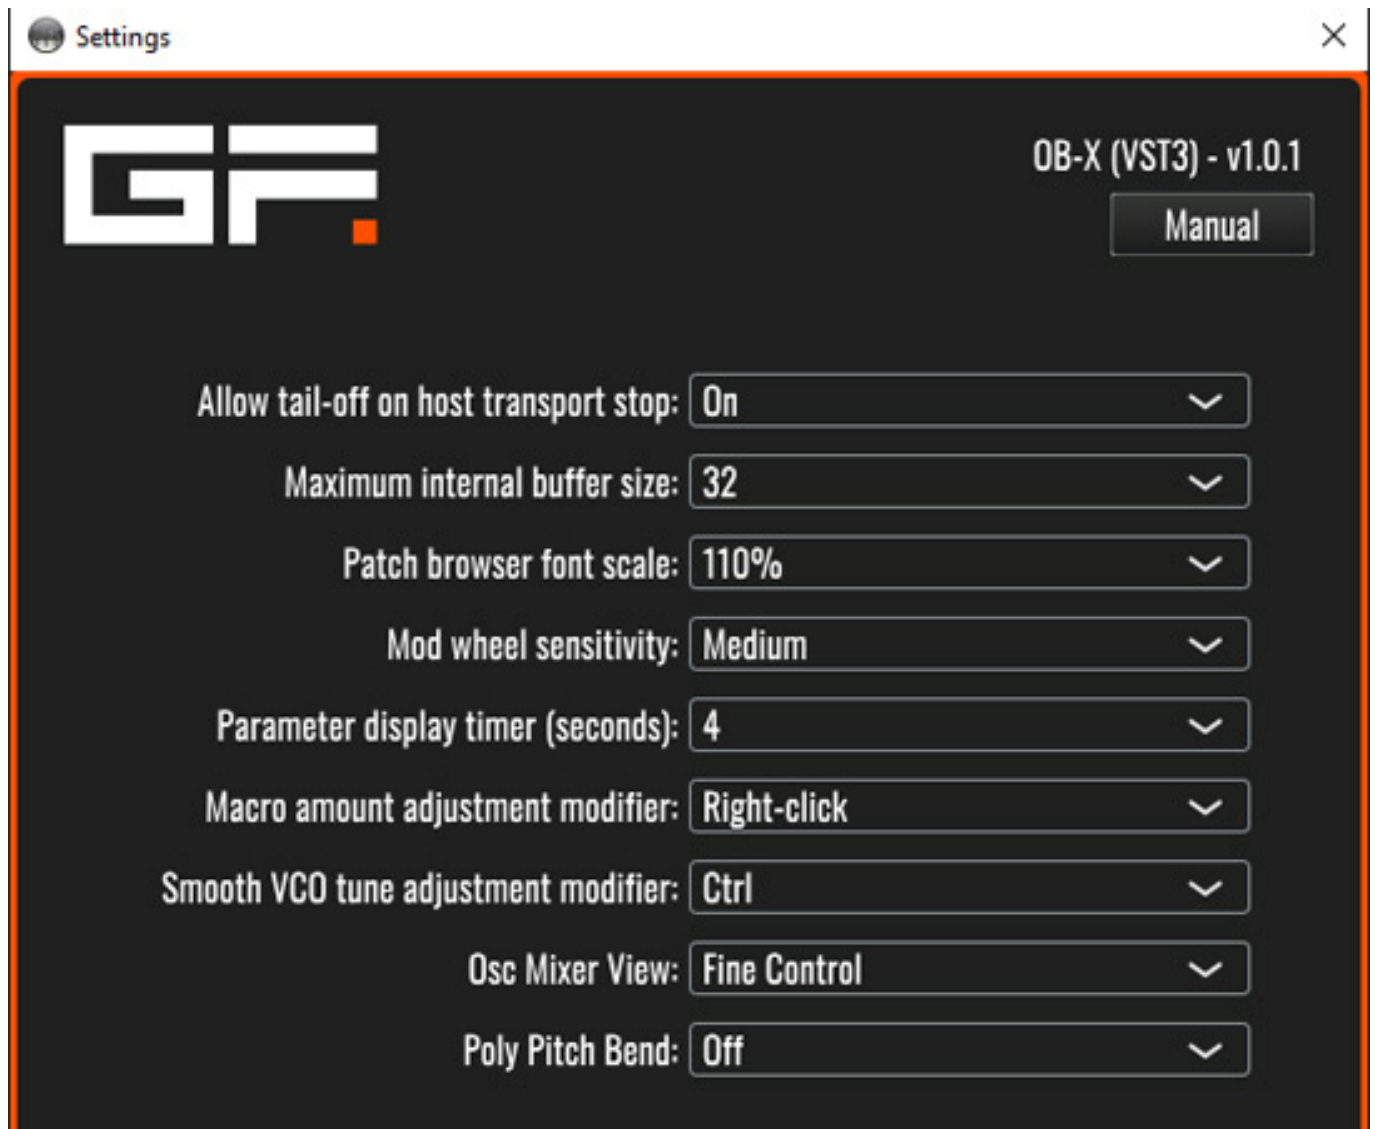 Settings
GF.
OB-X (VST3) - v1.0.1
Manual
Allow tail-off on host transport stop: On
Maximum internal buffer size: 32
Patch browser font scale: 110%
Mod wheel sensitivity: Medium
Parameter display timer (seconds): 4
Macro amount adjustment modifier: Right-click
Smooth VCO tune adjustment modifier: Ctrl
Osc Mixer View: Fine Control
Poly Pitch Bend: Off